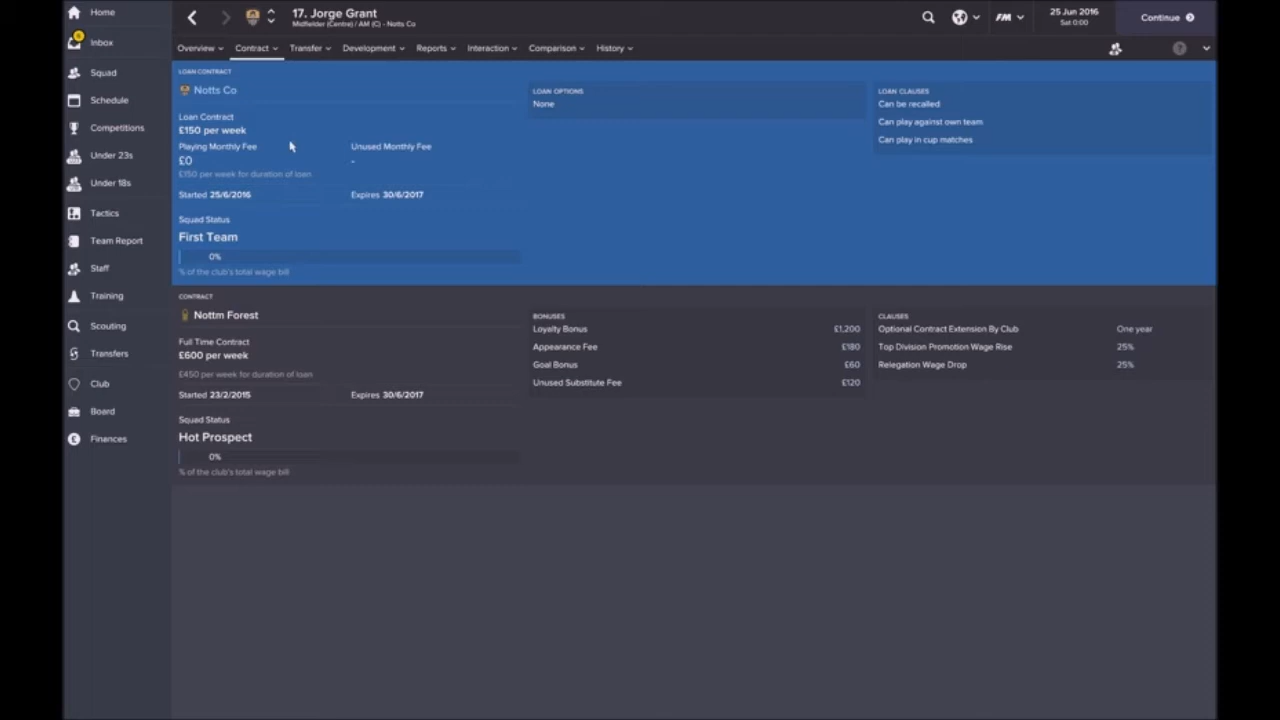 Home
Inbox
Squad
Schedule
Competitions
Under 23s
Under 18s
Tactics
Team Report
Staff
Training
Scouting
Transfers
Club
Board
Finances
17. Jorge Grant
Midfielder (Centre) / AM (C) - Notts Co
FM
25 Jun 2016
Sat 0:00
Continue
Overview
Contract
Transfer
Development
Reports
Interaction
Comparison
History
LOAN CONTRACT
Notts Co
Loan Contract
£150 per week
Playing Monthly Fee Unused Monthly Fee
£0 -
£150 per week for duration of loan
Started 25/6/2016 Expires 30/6/2017
Squad Status
First Team
0%
% of the club's total wage bill
LOAN OPTIONS
None
LOAN CLAUSES
Can be recalled
Can play against own team
Can play in cup matches
CONTRACT
Nottm Forest
Full Time Contract
£600 per week
£450 per week for duration of loan
Started 23/2/2015 Expires 30/6/2017
Squad Status
Hot Prospect
0%
% of the club's total wage bill
BONUSES
Loyalty Bonus £1,200
Appearance Fee £180
Goal Bonus £60
Unused Substitute Fee £120
CLAUSES
Optional Contract Extension By Club One year
Top Division Promotion Wage Rise 25%
Relegation Wage Drop 25%